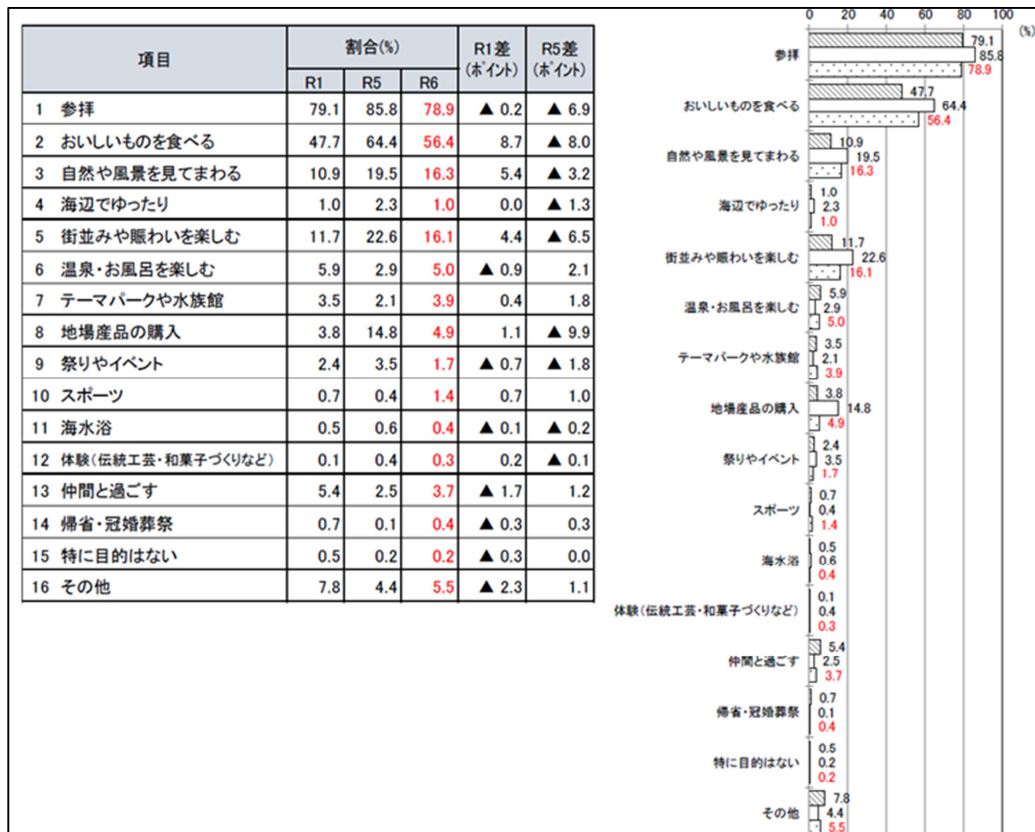 項目 割合(%) R1差(ポイント) R5差(ポイント)
R1 R5 R6
1 参拝 79.1 85.8 78.9 ▲ 0.2 ▲ 6.9
2 おいしいものを食べる 47.7 64.4 56.4 8.7 ▲ 8.0
3 自然や風景を見てまわる 10.9 19.5 16.3 5.4 ▲ 3.2
4 海辺でゆったり 1.0 2.3 1.0 0.0 ▲ 1.3
5 街並みや賑わいを楽しむ 11.7 22.6 16.1 4.4 ▲ 6.5
6 温泉・お風呂を楽しむ 5.9 2.9 5.0 ▲ 0.9 2.1
7 テーマパークや水族館 3.5 2.1 3.9 0.4 1.8
8 地場産品の購入 3.8 14.8 4.9 1.1 ▲ 9.9
9 祭りやイベント 2.4 3.5 1.7 ▲ 0.7 ▲ 1.8
10 スポーツ 0.7 0.4 1.4 0.7 1.0
11 海水浴 0.5 0.6 0.4 ▲ 0.1 ▲ 0.2
12 体験(伝統工芸・和菓子づくりなど) 0.1 0.4 0.3 0.2 ▲ 0.1
13 仲間と過ごす 5.4 2.5 3.7 ▲ 1.7 1.2
14 帰省・冠婚葬祭 0.7 0.1 0.4 ▲ 0.3 0.3
15 特に目的はない 0.5 0.2 0.2 ▲ 0.3 0.0
16 その他 7.8 4.4 5.5 ▲ 2.3 1.1
0 20 40 60 80 100
(%)
79.1
参拝 85.8
78.9
47.7
おいしいものを食べる 64.4
56.4
10.9
自然や風景を見てまわる 19.5
16.3
1.0
海辺でゆったり 2.3
1.0
11.7
街並みや賑わいを楽しむ 22.6
16.1
5.9
温泉・お風呂を楽しむ 2.9
5.0
3.5
テーマパークや水族館 2.1
3.9
3.8
地場産品の購入 14.8
4.9
2.4
祭りやイベント 3.5
1.7
0.7
スポーツ 0.4
1.4
0.5
海水浴 0.6
0.4
0.1
体験(伝統工芸・和菓子づくりなど) 0.4
0.3
5.4
仲間と過ごす 2.5
3.7
0.7
帰省・冠婚葬祭 0.1
0.4
0.5
特に目的はない 0.2
0.2
7.8
その他 4.4
5.5